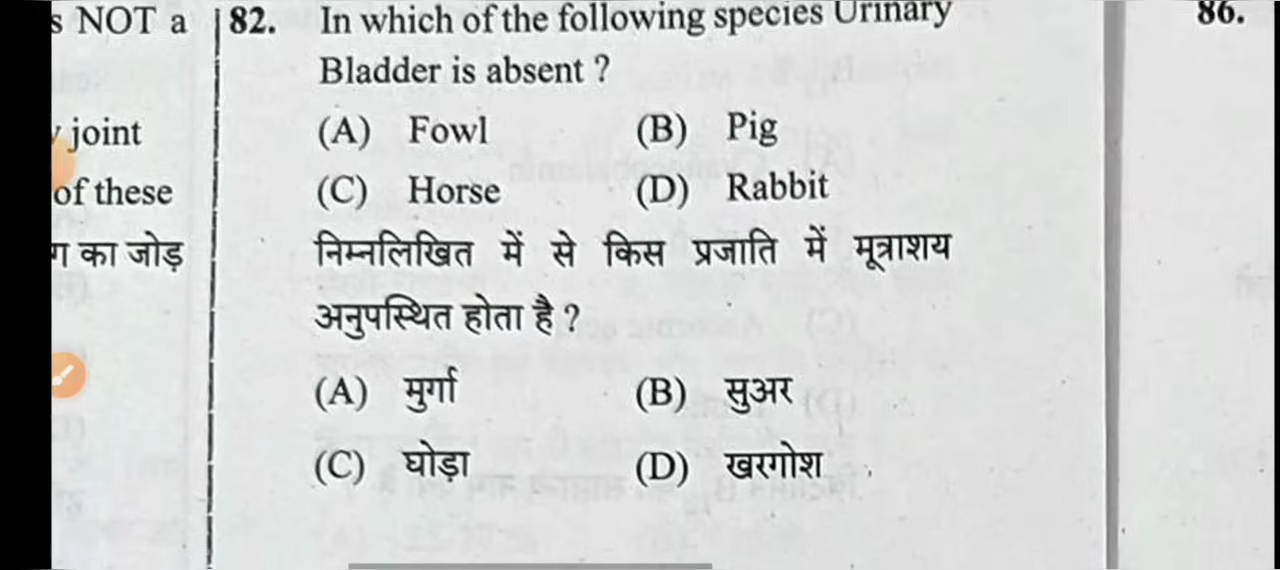 s NOT a
joint
of these
ग का जोड़
82. In which of the following species Urinary
Bladder is absent ?
(A) Fowl (B) Pig
(C) Horse (D) Rabbit
निम्नलिखित में से किस प्रजाति में मूत्राशय
अनुपस्थित होता है ?
(A) मुर्गा (B) सुअर
(C) घोड़ा (D) खरगोश
86.